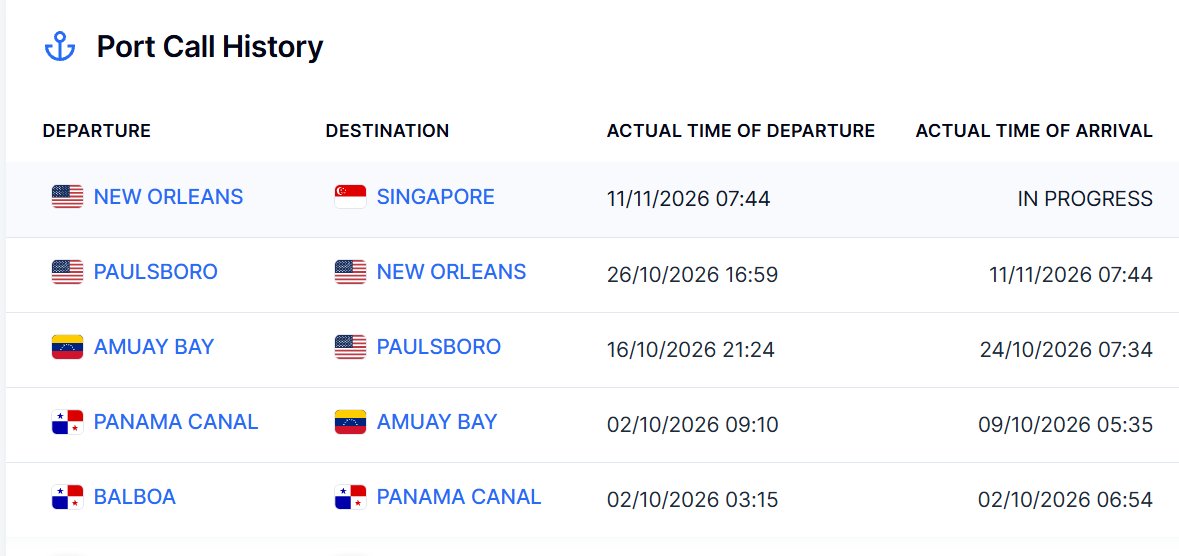 Port Call History
DEPARTURE DESTINATION ACTUAL TIME OF DEPARTURE ACTUAL TIME OF ARRIVAL
NEW ORLEANS SINGAPORE 11/11/2026 07:44 IN PROGRESS
PAULSBORO NEW ORLEANS 26/10/2026 16:59 11/11/2026 07:44
AMUAY BAY PAULSBORO 16/10/2026 21:24 24/10/2026 07:34
PANAMA CANAL AMUAY BAY 02/10/2026 09:10 09/10/2026 05:35
BALBOA PANAMA CANAL 02/10/2026 03:15 02/10/2026 06:54